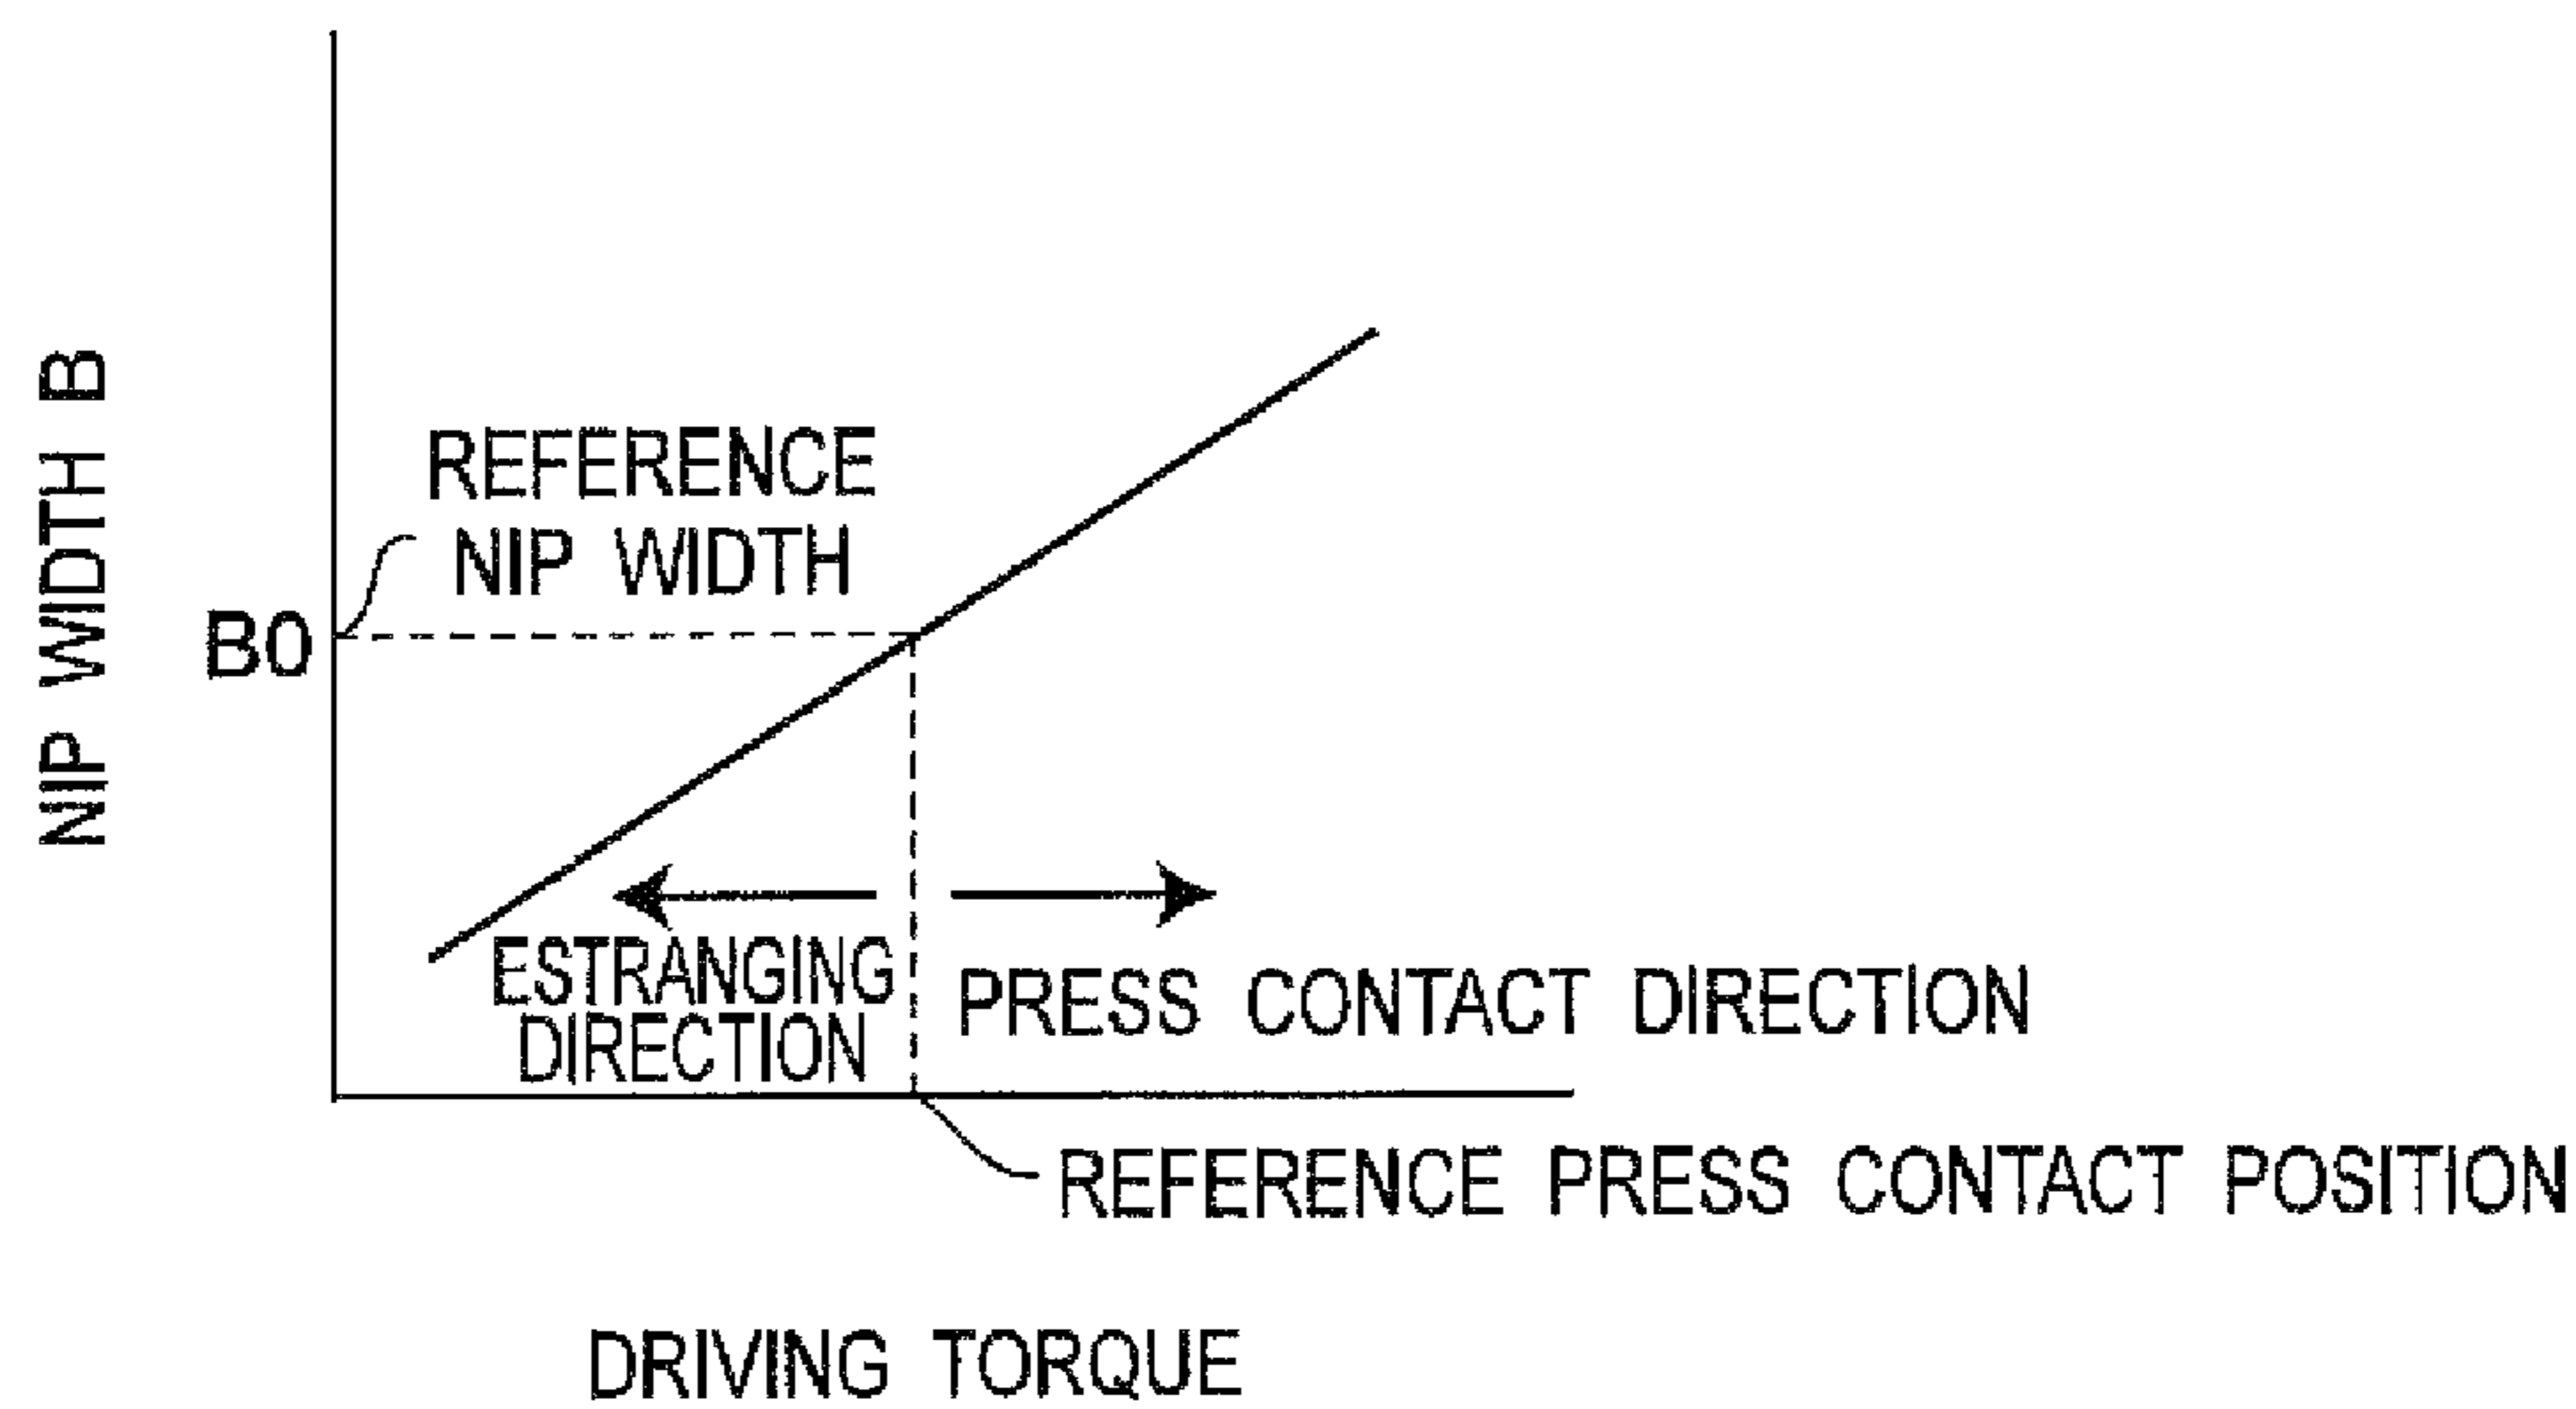 NIP WIDTH B
REFERENCE
NIP WIDTH
B0
ESTRANGING
DIRECTION
PRESS CONTACT DIRECTION
REFERENCE PRESS CONTACT POSITION
DRIVING TORQUE